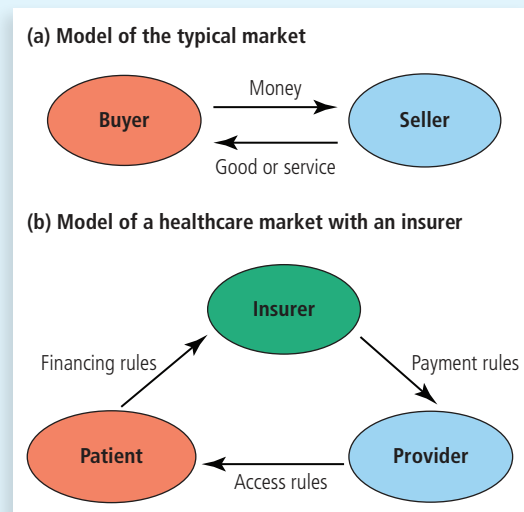 (a) Model of the typical market
Money
Buyer
Seller
Good or service
(b) Model of a healthcare market with an insurer
Insurer
Financing rules
Payment rules
Patient
Provider
Access rules